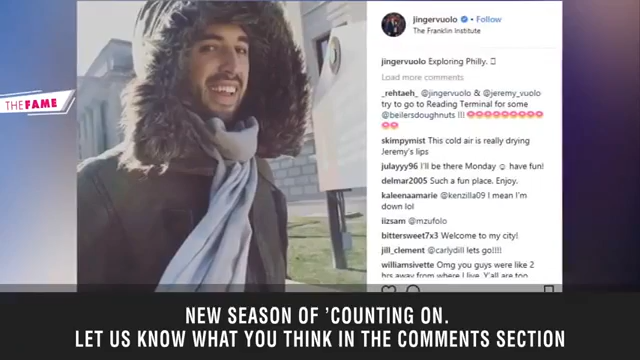 jingervuolo • Follow
The Franklin Institute
jingervuolo Exploring Philly.
Load more comments
_rehtaeh_ @jingervuolo & @jeremy_vuolo
try to go to Reading Terminal for some
@beilersdoughnuts !!! 🍩🍩🍩🍩🍩🍩🍩🍩🍩
🍩🍩
skimpymist This cold air is really drying
Jeremy's lips
julayyy96 I'll be there Monday ☺ have fun!
delmar2005 Such a fun place. Enjoy.
kaleenaamarie @kenzilla09 I mean I'm
down lol
iizsam @mzufolo
bittersweet7x3 Welcome to my city!
jill_clement @carlydill lets go!!!!
williamsivette Omg you guys were like 2
hrs away from where I live. Y'all are too
THEFAME
NEW SEASON OF 'COUNTING ON.
LET US KNOW WHAT YOU THINK IN THE COMMENTS SECTION